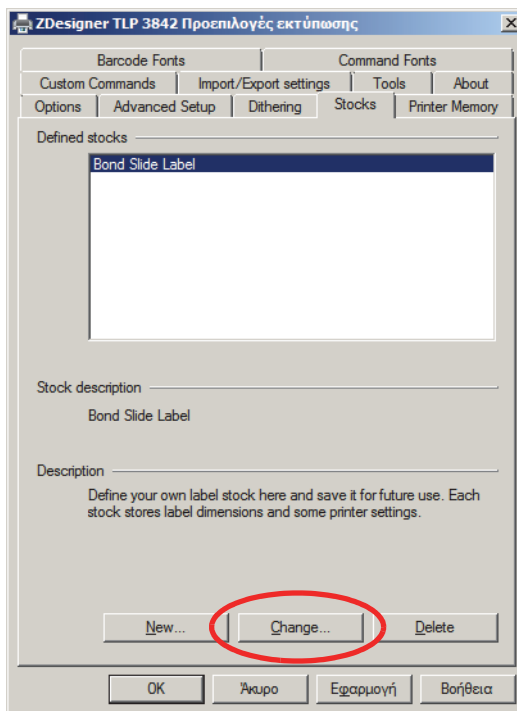 ZDesigner TLP 3842 Προεπιλογές εκτύπωσης
Barcode Fonts Command Fonts
Custom Commands Import/Export settings Tools About
Options Advanced Setup Dithering Stocks Printer Memory
Defined stocks
Bond Slide Label
Stock description
Bond Slide Label
Description
Define your own label stock here and save it for future use. Each
stock stores label dimensions and some printer settings.
New... Change... Delete
OK Άκυρο Εφαρμογή Βοήθεια